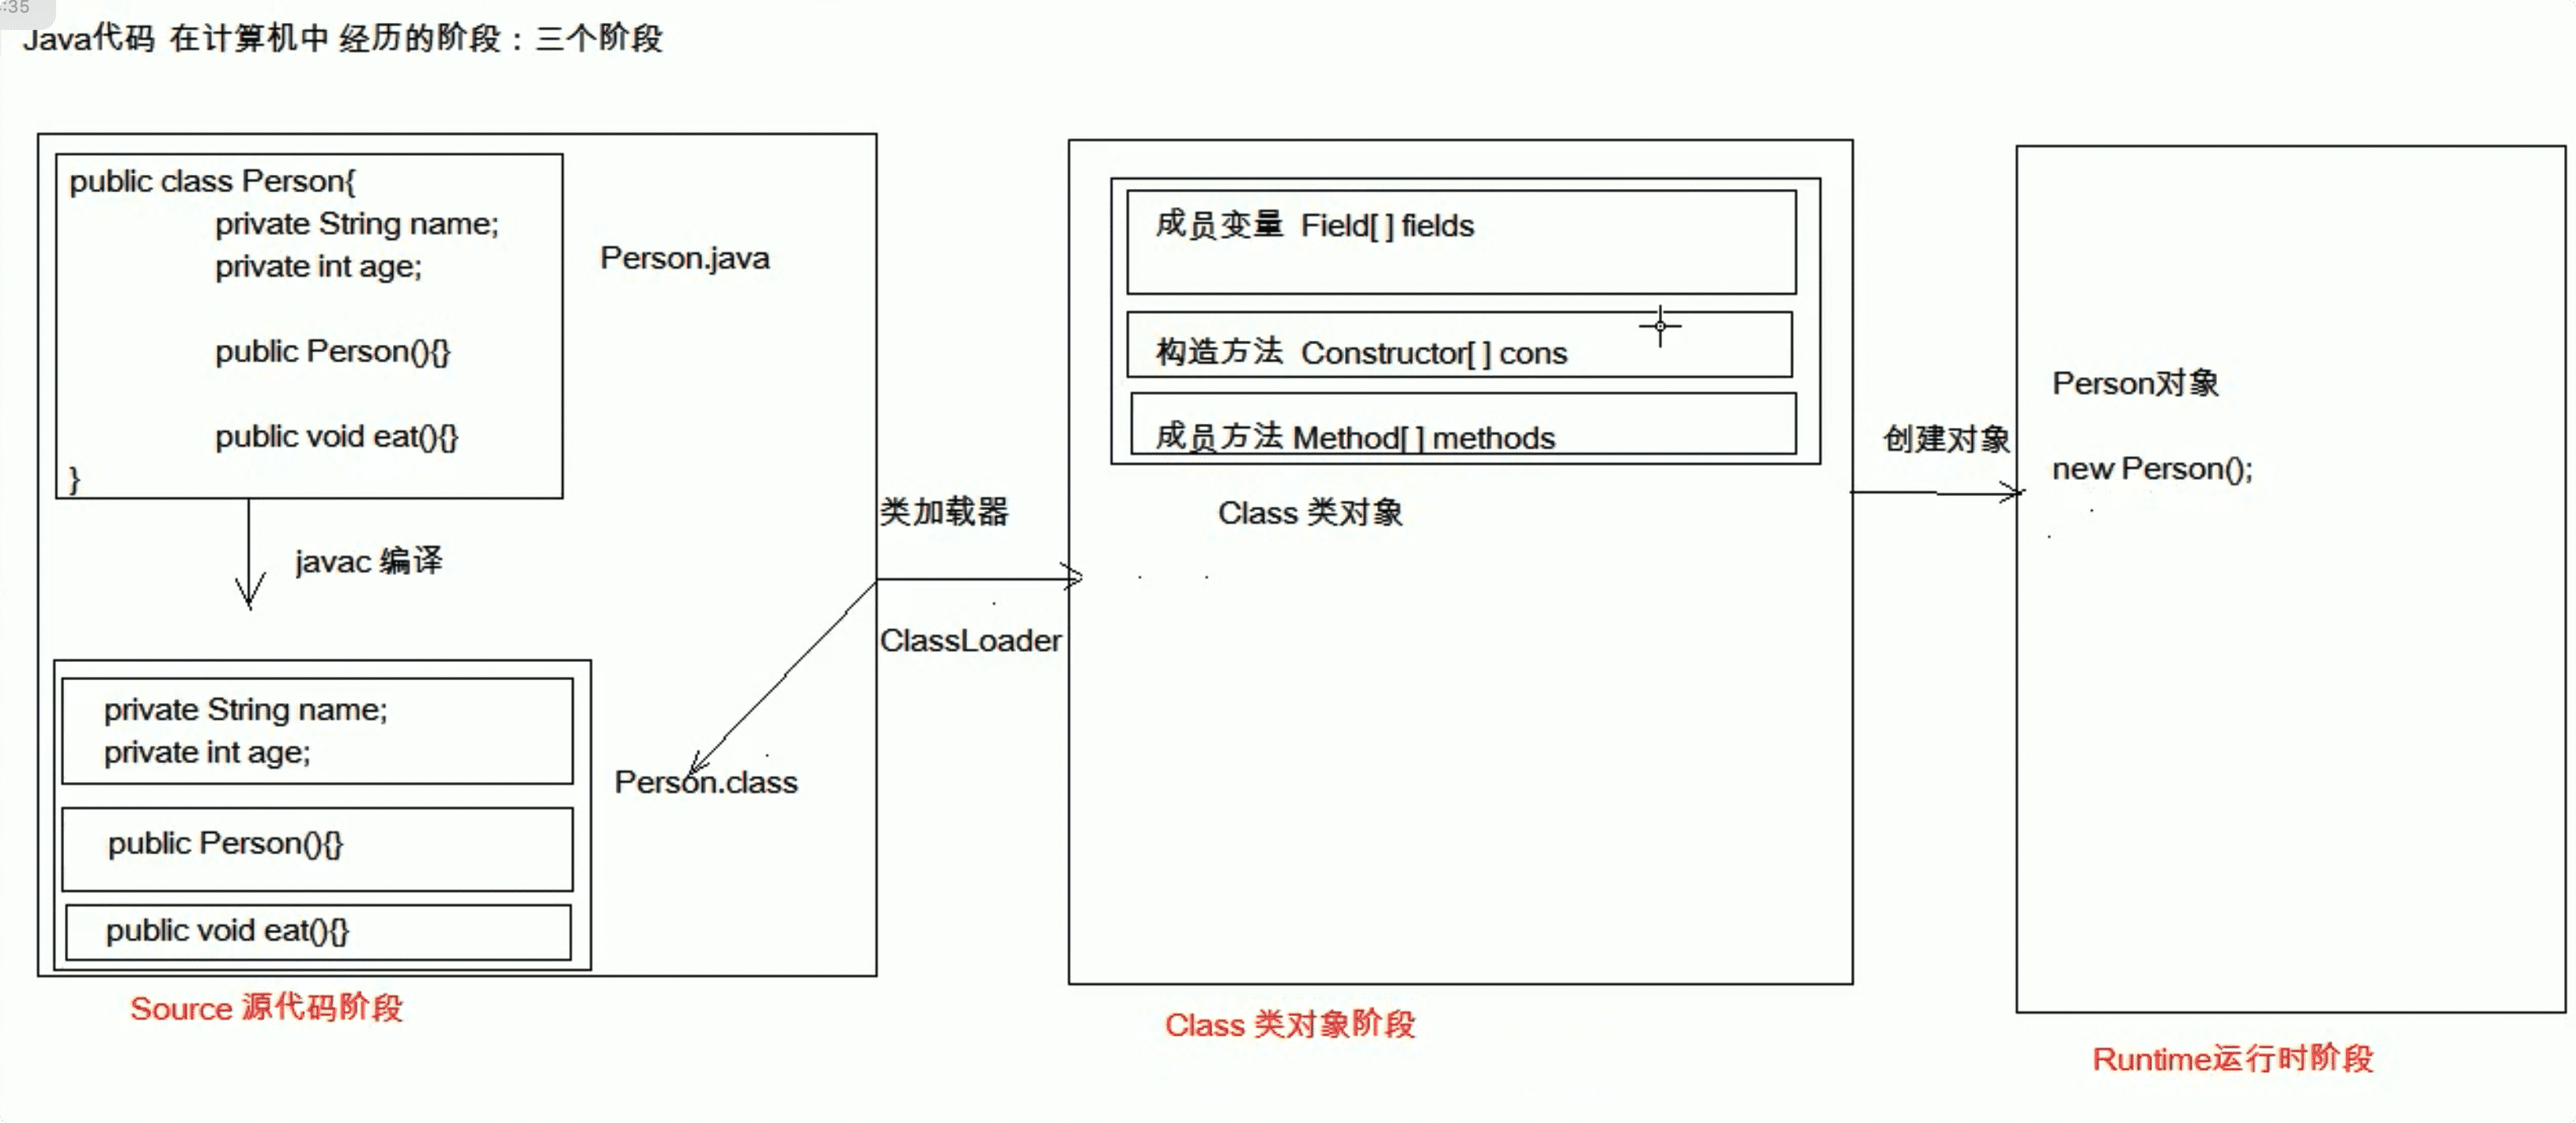 :35
Java代码 在计算机中 经历的阶段：三个阶段
public class Person{
private String name;
private int age;
public Person(){}
public void eat(){}
}
Person.java
javac 编译
private String name;
private int age;
public Person(){}
public void eat(){}
Person.class
Source 源代码阶段
类加载器
ClassLoader
成员变量 Field[ ] fields
构造方法 Constructor[ ] cons
成员方法 Method[ ] methods
Class 类对象
Class 类对象阶段
创建对象
Person对象
new Person();
Runtime运行时阶段